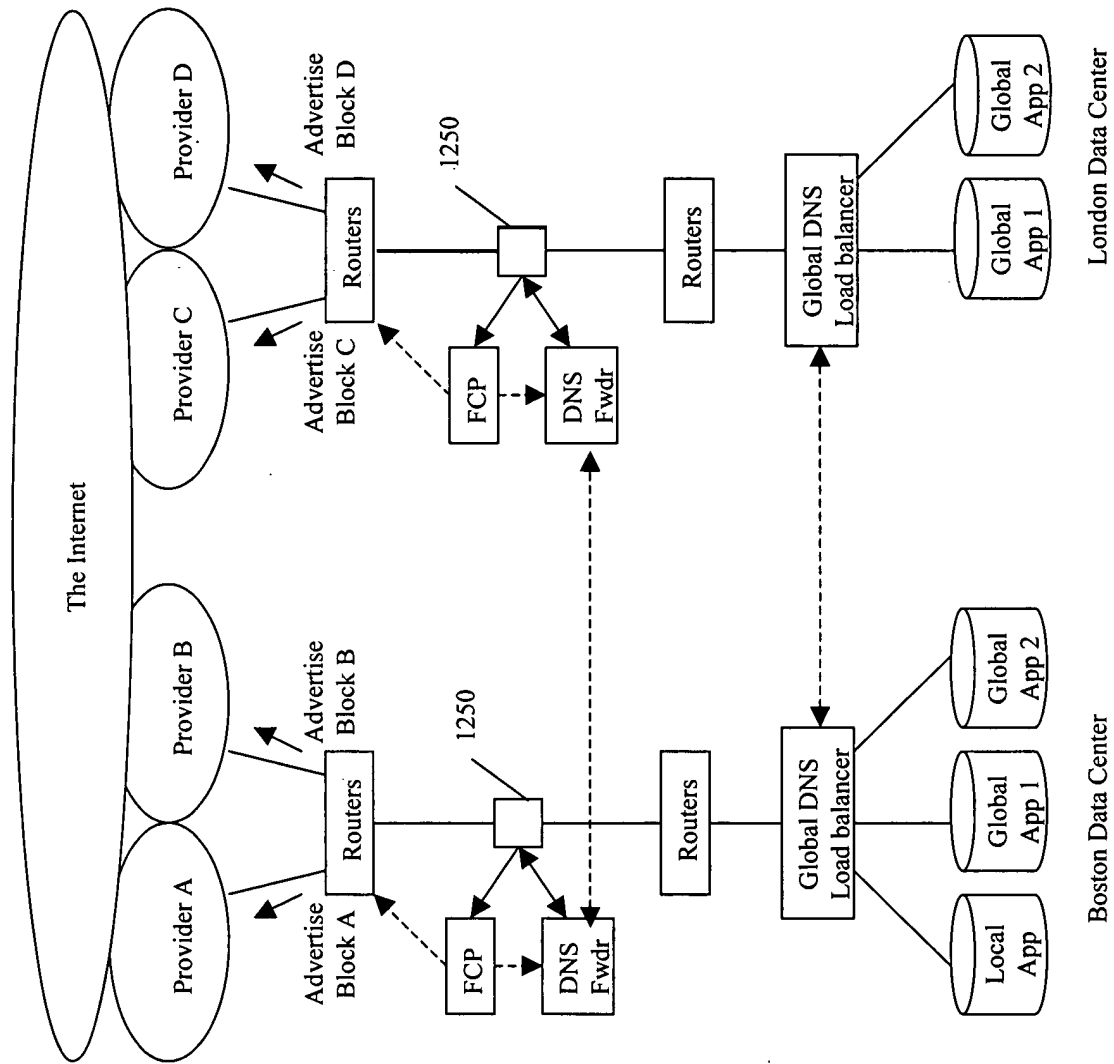 The Internet
Provider A
Provider B
Provider C
Provider D
Advertise
Block A
Advertise
Block B
Advertise
Block C
Advertise
Block D
Routers
Routers
1250
1250
FCP
FCP
DNS
Fwdr
DNS
Fwdr
Routers
Routers
Global DNS
Load balancer
Global DNS
Load balancer
Local
App
Global
App 1
Global
App 2
Global
App 1
Global
App 2
Boston Data Center
London Data Center